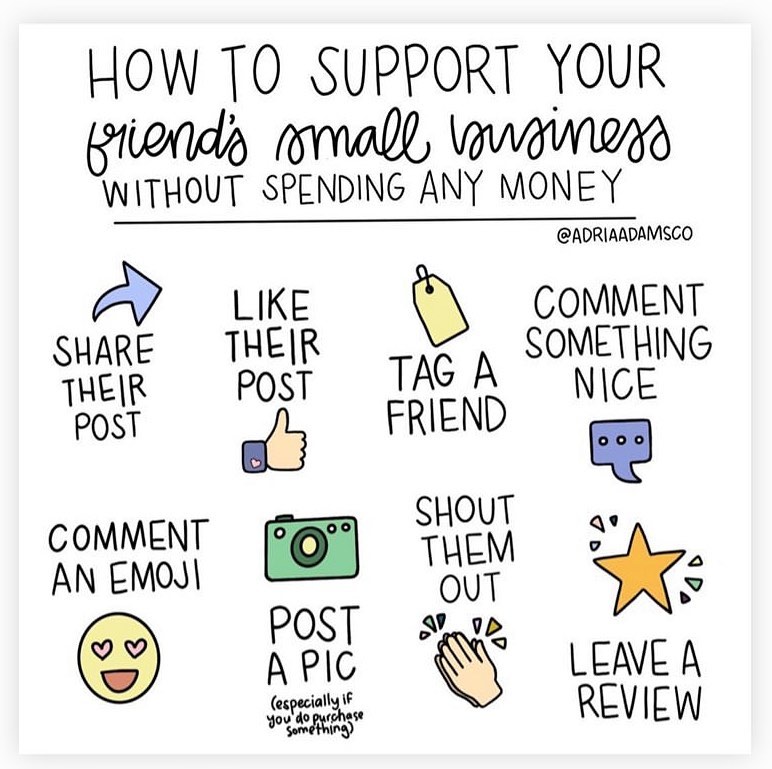 HOW TO SUPPORT YOUR
friend's small business
WITHOUT SPENDING ANY MONEY
@ADRIAADAMSCO
SHARE
THEIR
POST
LIKE
THEIR
POST
TAG A
FRIEND
COMMENT
SOMETHING
NICE
COMMENT
AN EMOJI
POST
A PIC
(especially if
you do purchase
something)
SHOUT
THEM
OUT
LEAVE A
REVIEW